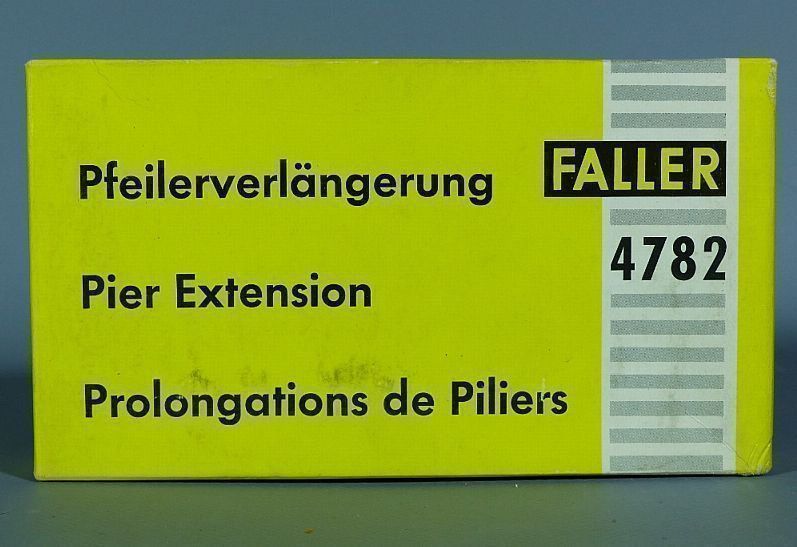 Pfeilerverlängerung
FALLER
4782
Pier Extension
Prolongations de Piliers